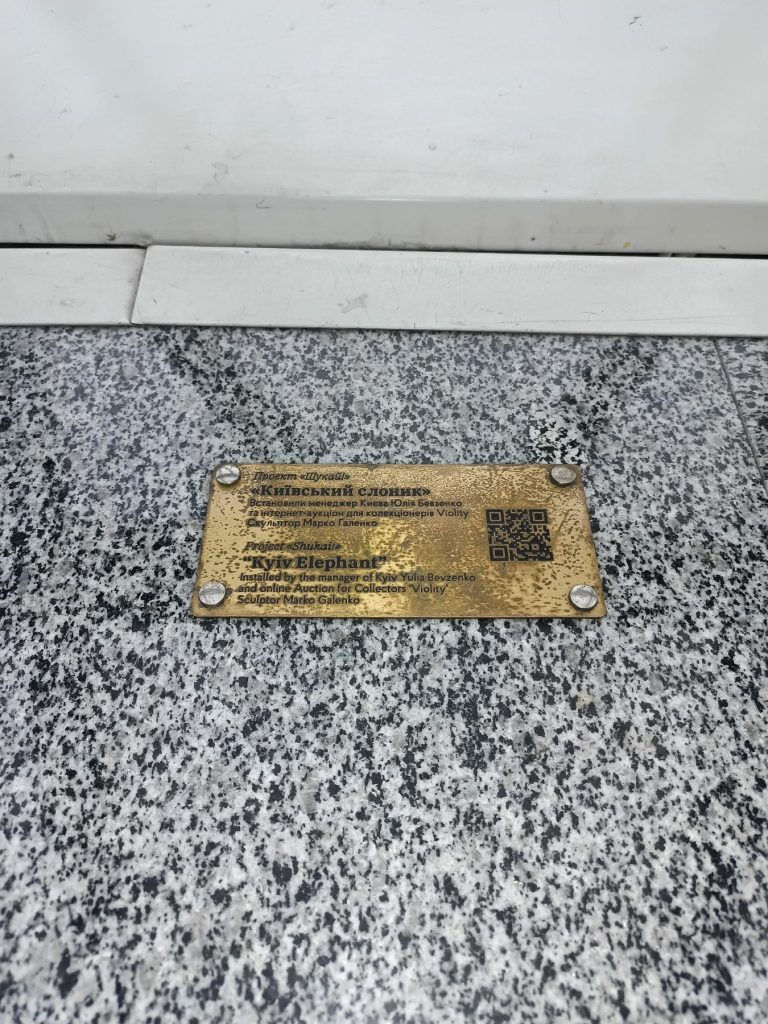 Проєкт «Шукай»
«Київський слоник»
Встановили менеджер Києва Юлія Бевзенко
та інтернет-аукціон для колекціонерів Violity
Скульптор Марко Галенко
Project «Shukai»
"Kyiv Elephant"
Installed by the manager of Kyiv Yulia Bevzenko
and online Auction for Collectors "Violity"
Sculptor Marko Galenko